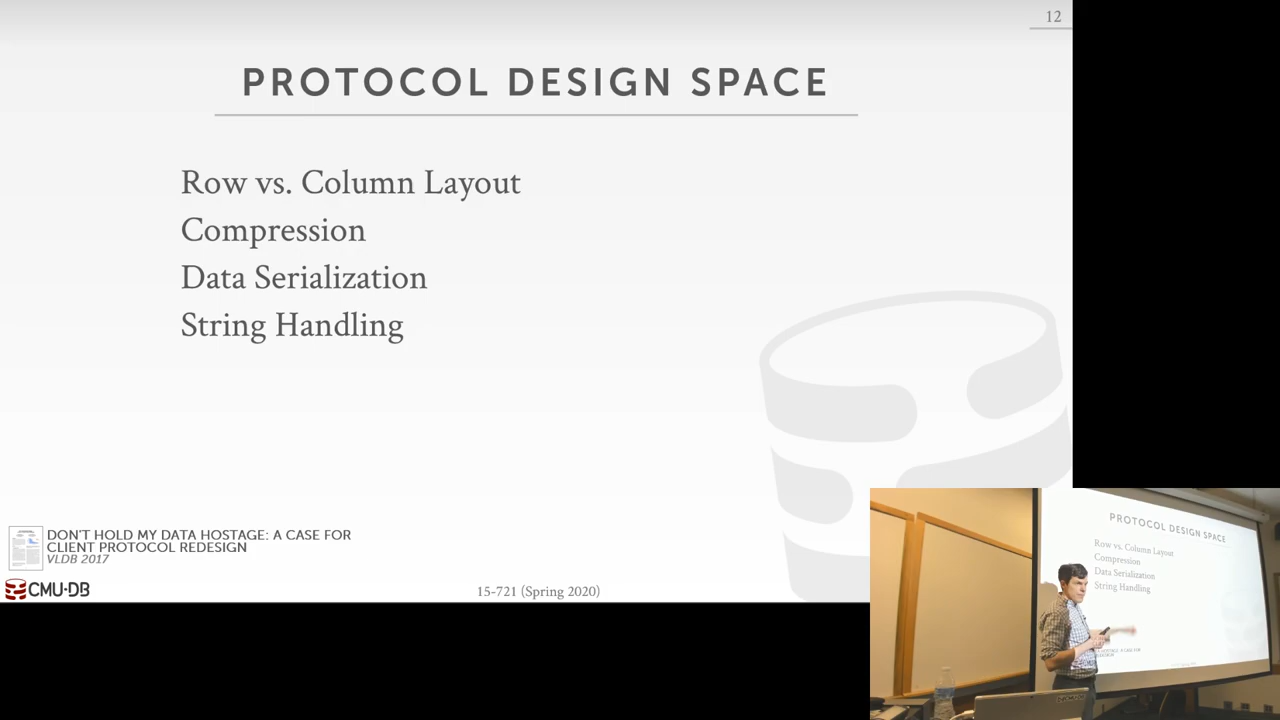 12
PROTOCOL DESIGN SPACE
Row vs. Column Layout
Compression
Data Serialization
String Handling
DON'T HOLD MY DATA HOSTAGE: A CASE FOR
CLIENT PROTOCOL REDESIGN
VLDB 2017
CMU·DB
15-721 (Spring 2020)
PROTOCOL DESIGN SPACE
Row vs. Column Layout
Compression
Data Serialization
String Handling